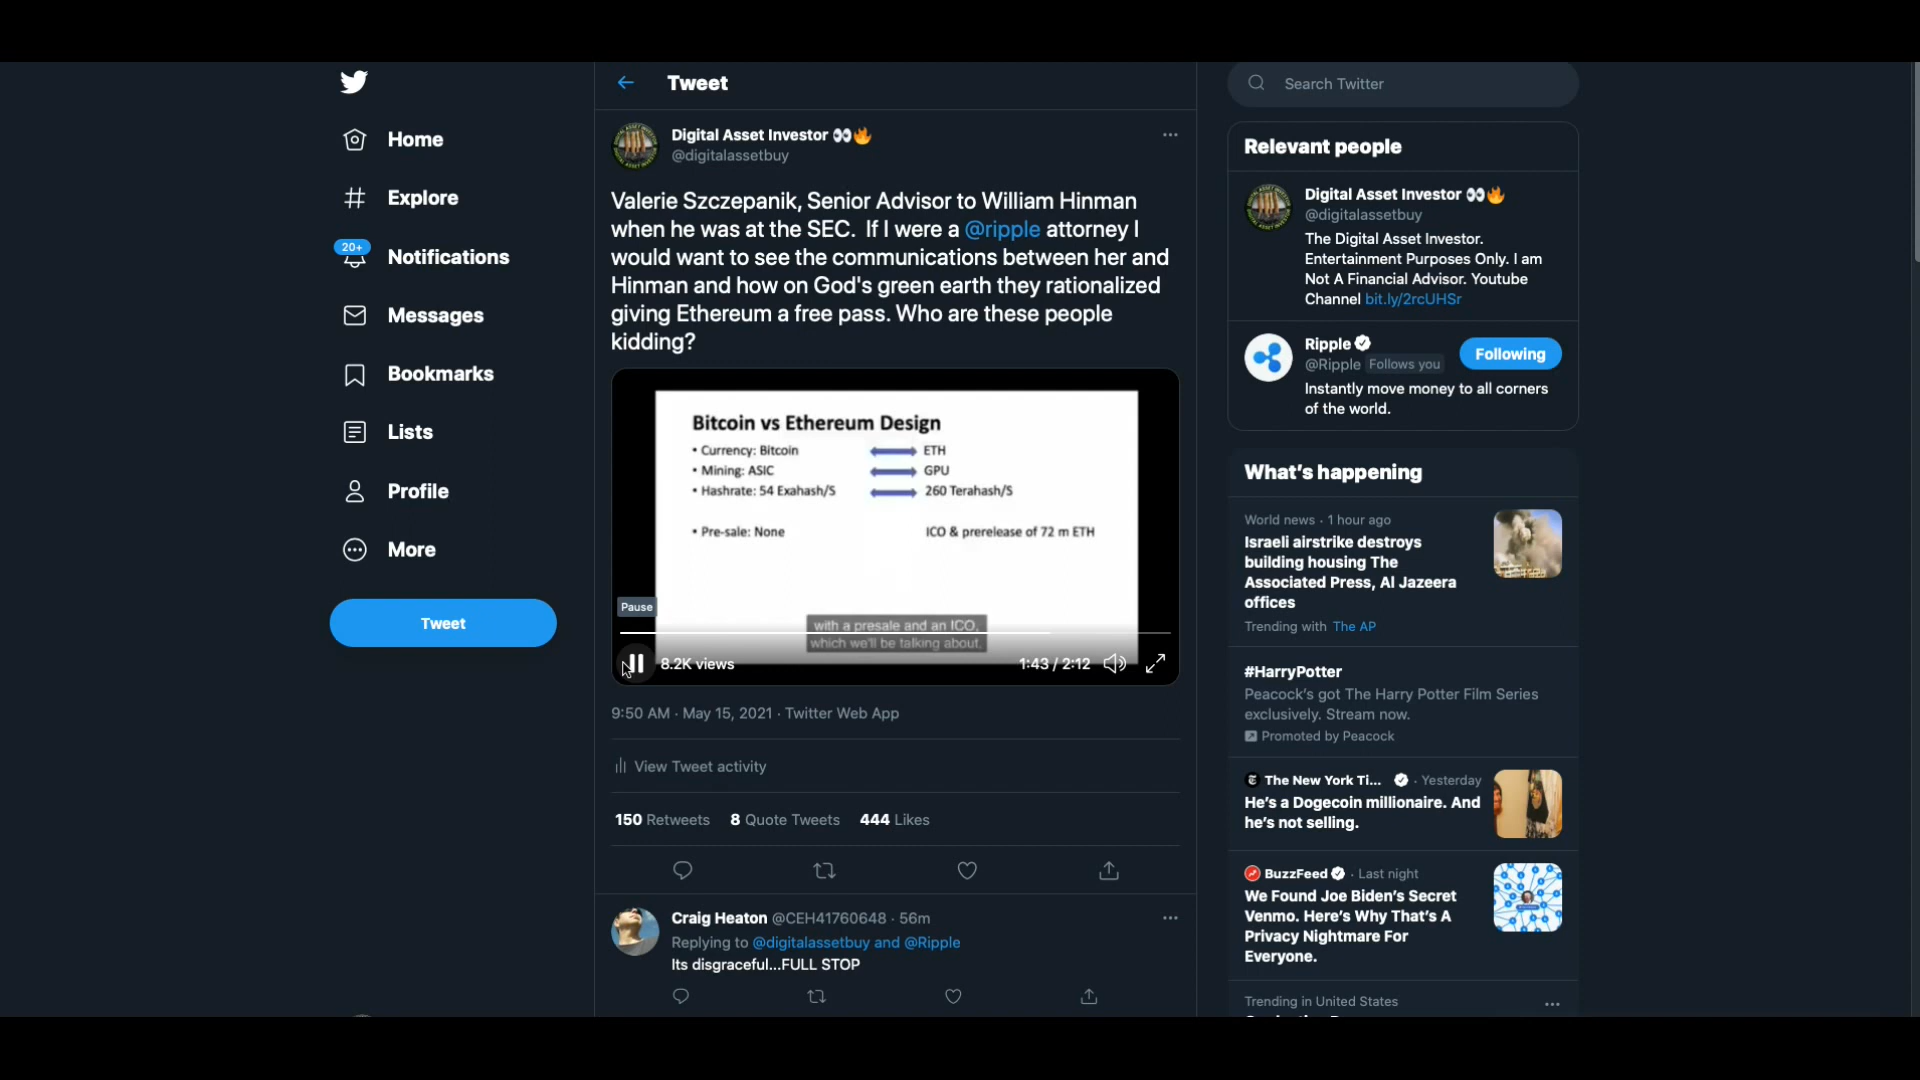 Home
Explore
20+
Notifications
Messages
Bookmarks
Lists
Profile
More
Tweet
Tweet
Digital Asset Investor 👀🔥
@digitalassetbuy
Valerie Szczepanik, Senior Advisor to William Hinman
when he was at the SEC. If I were a @ripple attorney I
would want to see the communications between her and
Hinman and how on God's green earth they rationalized
giving Ethereum a free pass. Who are these people
kidding?
Bitcoin vs Ethereum Design
• Currency: Bitcoin ETH
• Mining: ASIC GPU
• Hashrate: 54 Exahash/S 260 Terahash/S
• Pre-sale: None ICO & prerelease of 72 m ETH
Pause
with a presale and an ICO,
which we'll be talking about.
8.2K views 1:43 / 2:12
9:50 AM · May 15, 2021 · Twitter Web App
View Tweet activity
150 Retweets 8 Quote Tweets 444 Likes
Craig Heaton @CEH41760648 · 56m
Replying to @digitalassetbuy and @Ripple
Its disgraceful...FULL STOP
Search Twitter
Relevant people
Digital Asset Investor 👀🔥
@digitalassetbuy
The Digital Asset Investor.
Entertainment Purposes Only. I am
Not A Financial Advisor. Youtube
Channel bit.ly/2rcUHSr
Ripple
@Ripple Follows you
Following
Instantly move money to all corners
of the world.
What's happening
World news · 1 hour ago
Israeli airstrike destroys
building housing The
Associated Press, Al Jazeera
offices
Trending with The AP
#HarryPotter
Peacock's got The Harry Potter Film Series
exclusively. Stream now.
Promoted by Peacock
The New York Ti... · Yesterday
He's a Dogecoin millionaire. And
he's not selling.
BuzzFeed · Last night
We Found Joe Biden's Secret
Venmo. Here's Why That's A
Privacy Nightmare For
Everyone.
Trending in United States